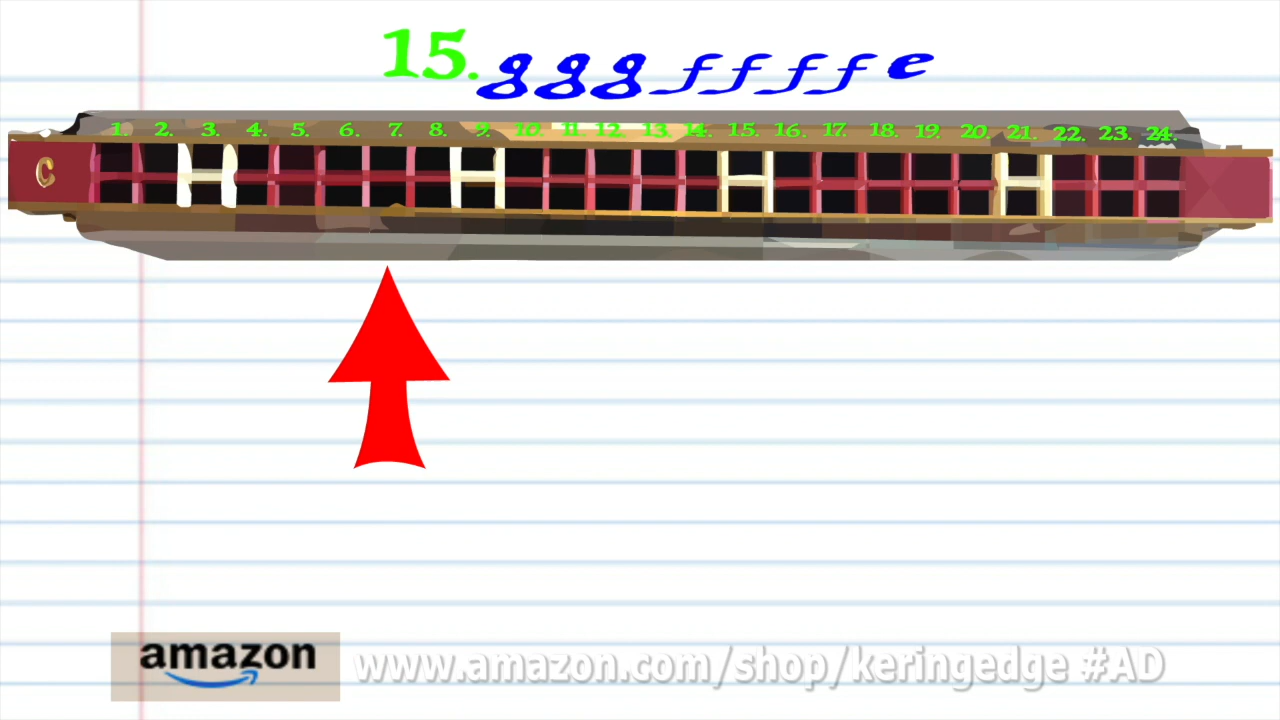 15. g g g f f f f e
1. 2. 3. 4. 5. 6. 7. 8. 9. 10. 11. 12. 13. 14. 15. 16. 17. 18. 19. 20. 21. 22. 23. 24.
C
amazon www.amazon.com/shop/keringedge #AD